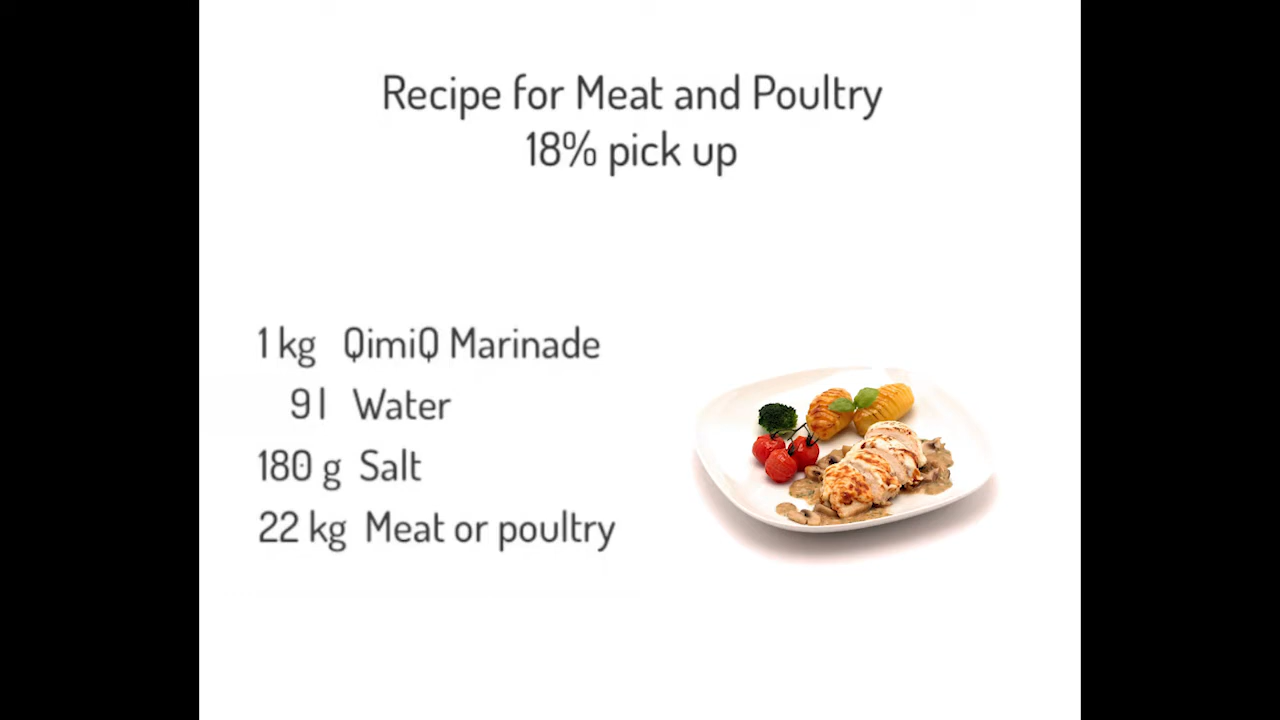 Recipe for Meat and Poultry
18% pick up
1 kg QimiQ Marinade
9 l Water
180 g Salt
22 kg Meat or poultry